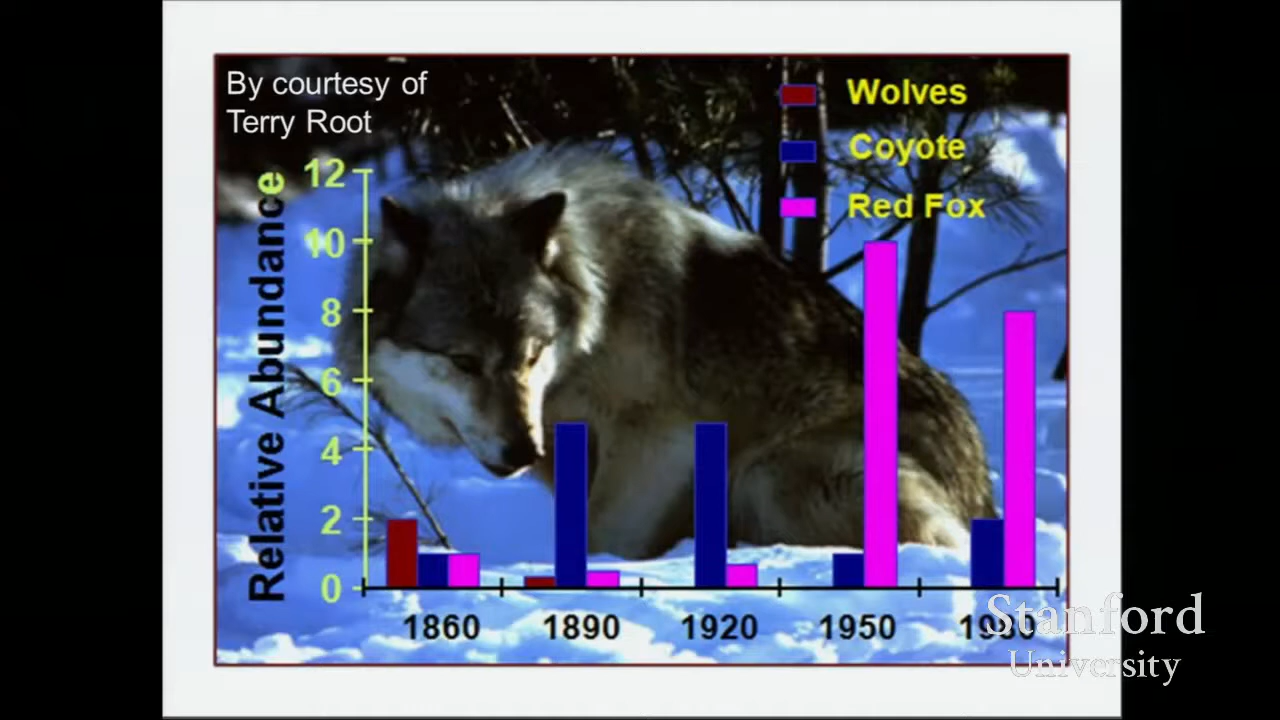 By courtesy of
Terry Root
Wolves
Coyote
Red Fox
Relative Abundance
12
10
8
6
4
2
0
1860 1890 1920 1950
Stanford
University